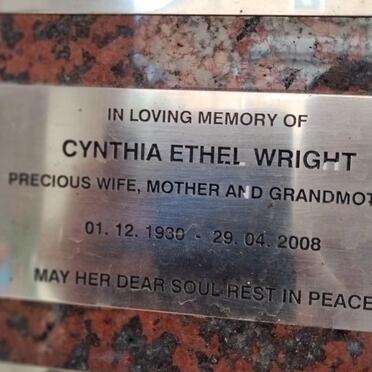 IN LOVING MEMORY OF
CYNTHIA ETHEL WRIGHT
PRECIOUS WIFE, MOTHER AND GRANDMOT
01. 12. 1930 - 29. 04. 2008
MAY HER DEAR SOUL REST IN PEACE